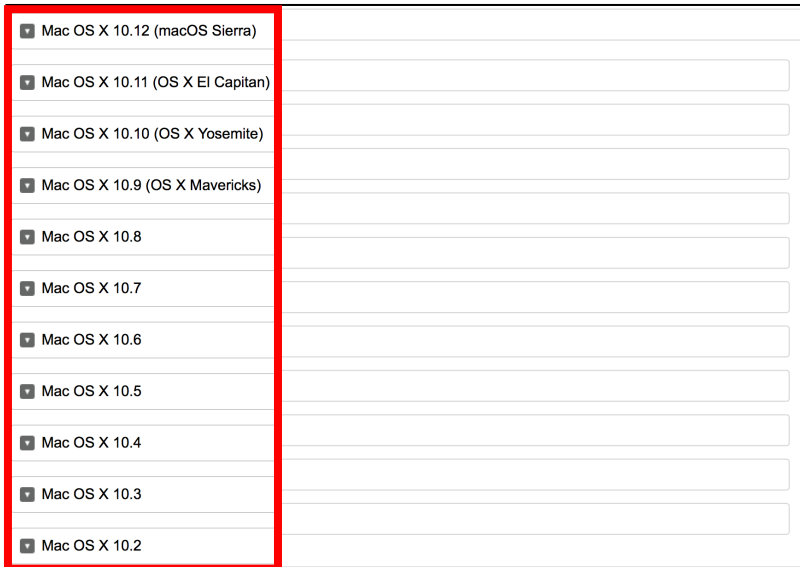 Mac OS X 10.12 (macOS Sierra)
Mac OS X 10.11 (OS X El Capitan)
Mac OS X 10.10 (OS X Yosemite)
Mac OS X 10.9 (OS X Mavericks)
Mac OS X 10.8
Mac OS X 10.7
Mac OS X 10.6
Mac OS X 10.5
Mac OS X 10.4
Mac OS X 10.3
Mac OS X 10.2